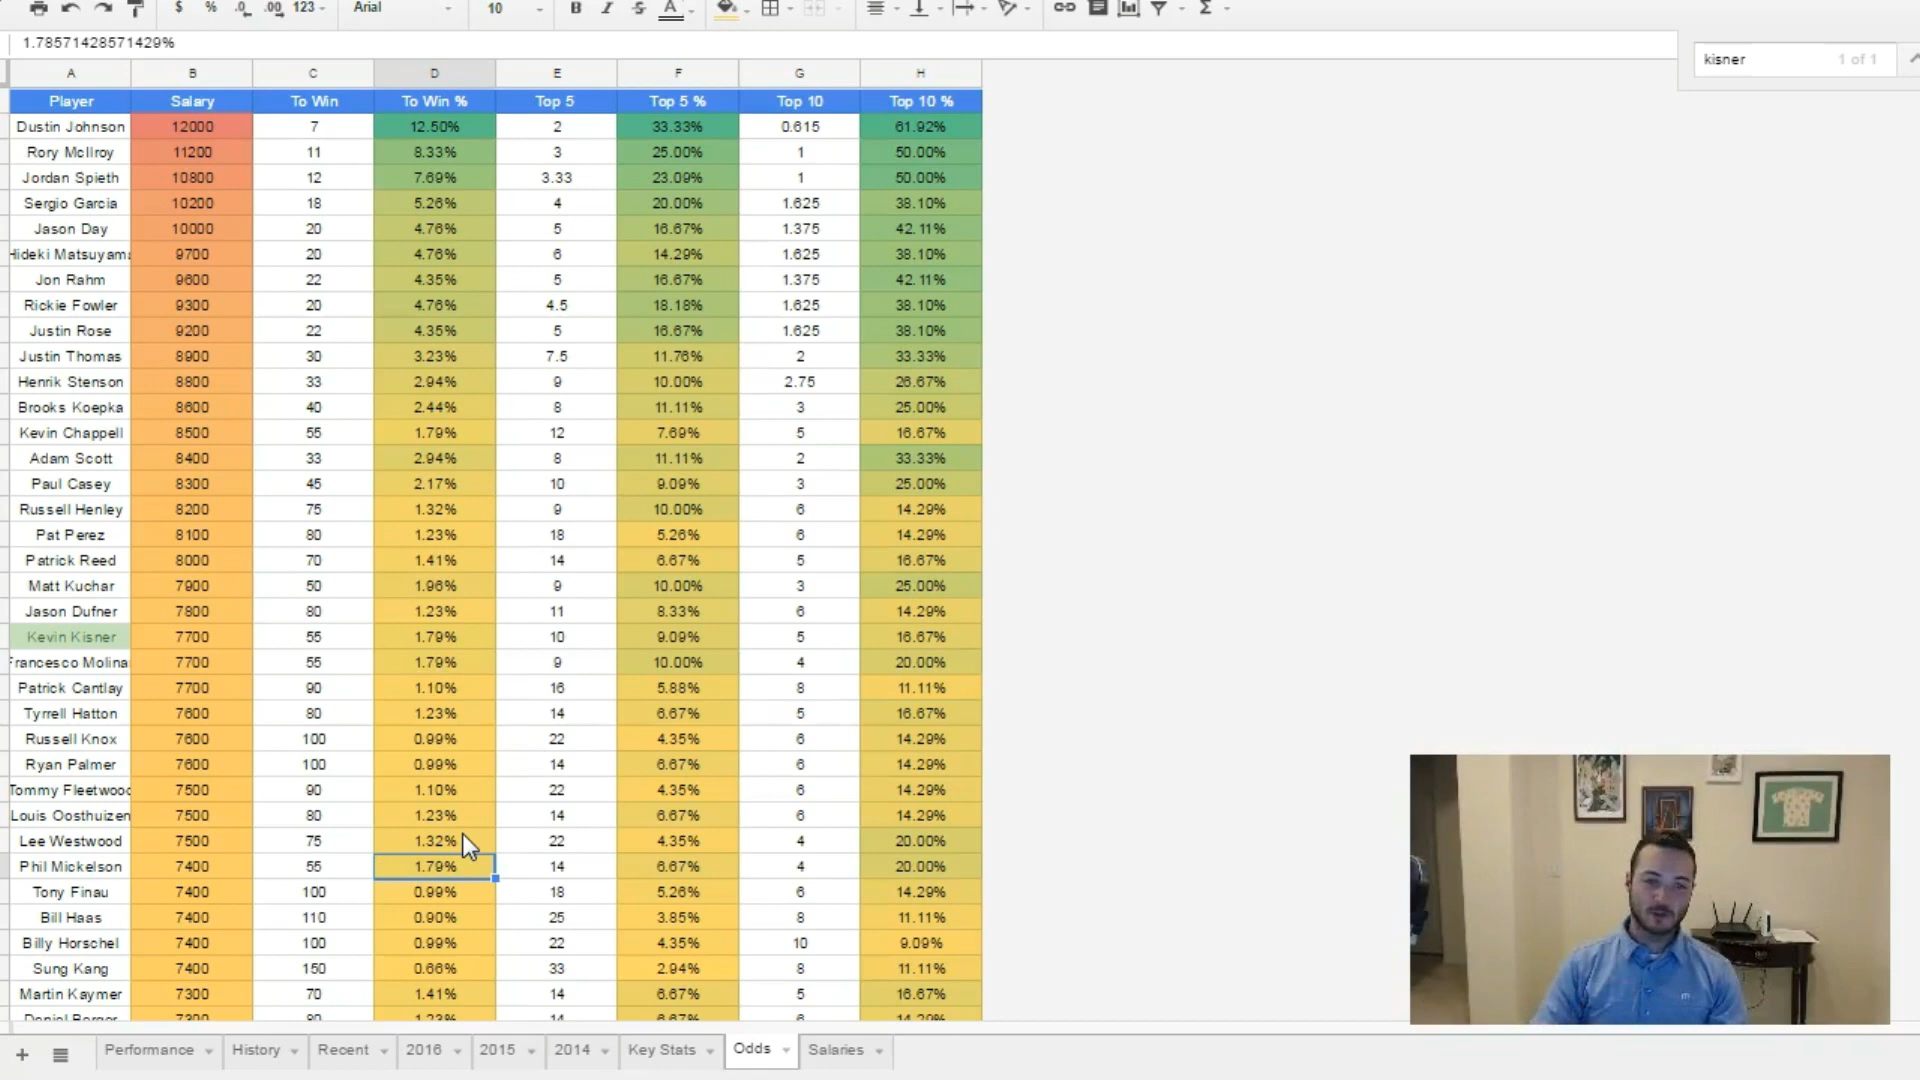 $ % .0 .00 123 Arial 10 B I S A Σ
1.78571428571429%
kisner 1 of 1
A B C D E F G H
Player Salary To Win To Win % Top 5 Top 5 % Top 10 Top 10 %
Dustin Johnson 12000 7 12.50% 2 33.33% 0.615 61.92%
Rory McIlroy 11200 11 8.33% 3 25.00% 1 50.00%
Jordan Spieth 10800 12 7.69% 3.33 23.09% 1 50.00%
Sergio Garcia 10200 18 5.26% 4 20.00% 1.625 38.10%
Jason Day 10000 20 4.76% 5 16.67% 1.375 42.11%
Hideki Matsuyama 9700 20 4.76% 6 14.29% 1.625 38.10%
Jon Rahm 9600 22 4.35% 5 16.67% 1.375 42.11%
Rickie Fowler 9300 20 4.76% 4.5 18.18% 1.625 38.10%
Justin Rose 9200 22 4.35% 5 16.67% 1.625 38.10%
Justin Thomas 8900 30 3.23% 7.5 11.76% 2 33.33%
Henrik Stenson 8800 33 2.94% 9 10.00% 2.75 26.67%
Brooks Koepka 8600 40 2.44% 8 11.11% 3 25.00%
Kevin Chappell 8500 55 1.79% 12 7.69% 5 16.67%
Adam Scott 8400 33 2.94% 8 11.11% 2 33.33%
Paul Casey 8300 45 2.17% 10 9.09% 3 25.00%
Russell Henley 8200 75 1.32% 9 10.00% 6 14.29%
Pat Perez 8100 80 1.23% 18 5.26% 6 14.29%
Patrick Reed 8000 70 1.41% 14 6.67% 5 16.67%
Matt Kuchar 7900 50 1.96% 9 10.00% 3 25.00%
Jason Dufner 7800 80 1.23% 11 8.33% 6 14.29%
Kevin Kisner 7700 55 1.79% 10 9.09% 5 16.67%
Francesco Molina 7700 55 1.79% 9 10.00% 4 20.00%
Patrick Cantlay 7700 90 1.10% 16 5.88% 8 11.11%
Tyrrell Hatton 7600 80 1.23% 14 6.67% 5 16.67%
Russell Knox 7600 100 0.99% 22 4.35% 6 14.29%
Ryan Palmer 7600 100 0.99% 14 6.67% 6 14.29%
Tommy Fleetwood 7500 90 1.10% 22 4.35% 6 14.29%
Louis Oosthuizen 7500 80 1.23% 14 6.67% 6 14.29%
Lee Westwood 7500 75 1.32% 22 4.35% 4 20.00%
Phil Mickelson 7400 55 1.79% 14 6.67% 4 20.00%
Tony Finau 7400 100 0.99% 18 5.26% 6 14.29%
Bill Haas 7400 110 0.90% 25 3.85% 8 11.11%
Billy Horschel 7400 100 0.99% 22 4.35% 10 9.09%
Sung Kang 7400 150 0.66% 33 2.94% 8 11.11%
Martin Kaymer 7300 70 1.41% 14 6.67% 5 16.67%
Daniel Berger 7300 80 1.23% 14 6.67% 6 14.29%
+ Performance History Recent 2016 2015 2014 Key Stats Odds Salaries